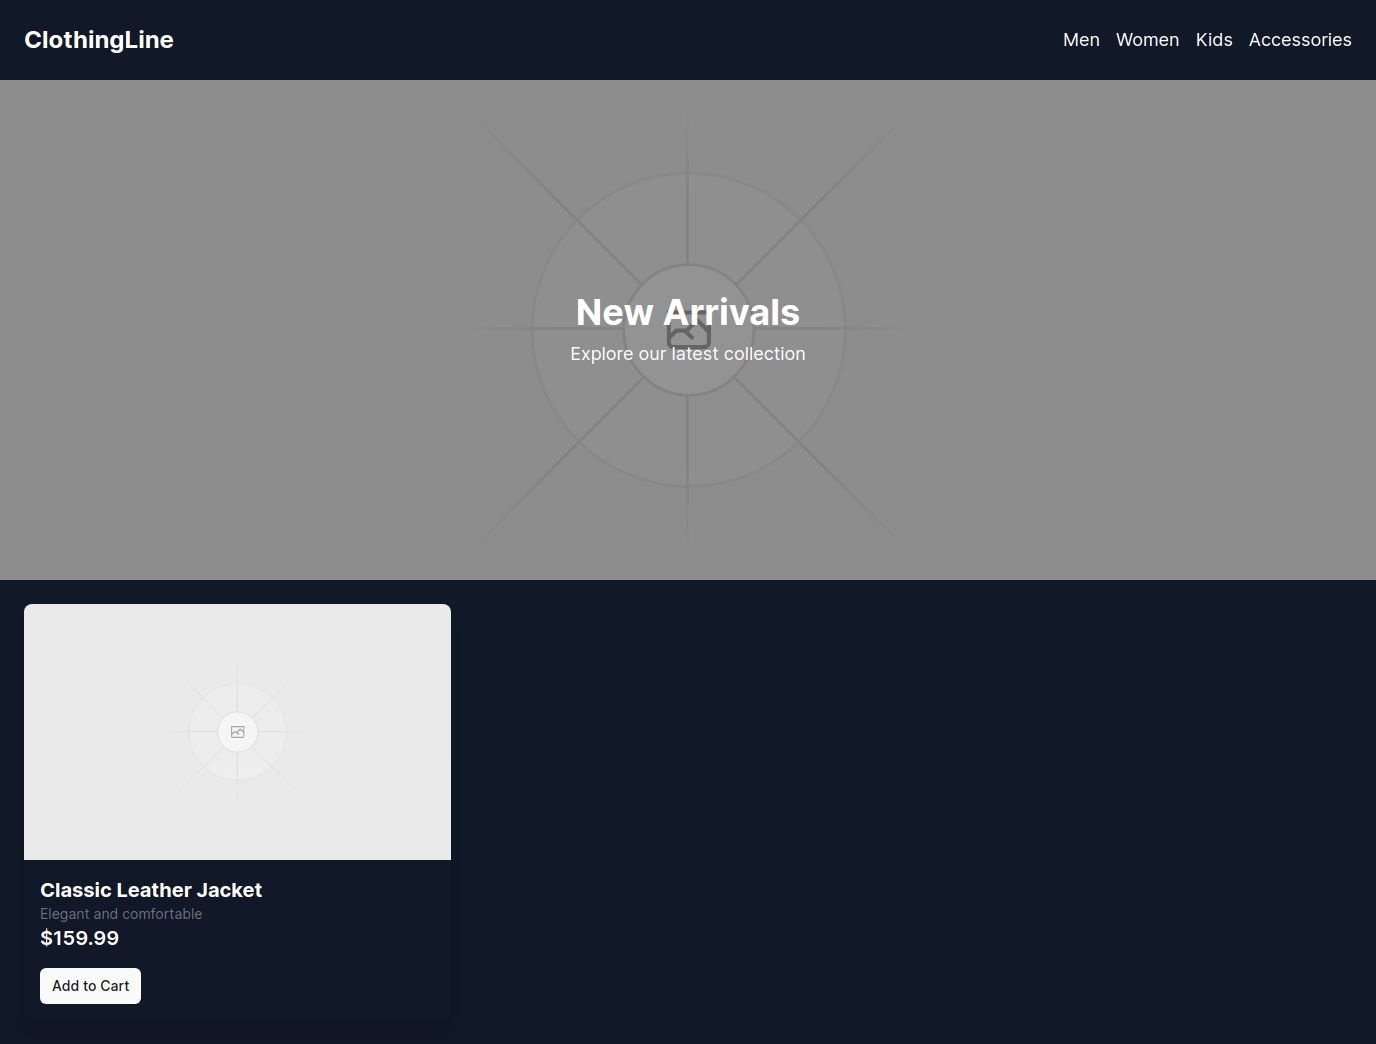 ClothingLine
Men Women Kids Accessories
New Arrivals
Explore our latest collection
Classic Leather Jacket
Elegant and comfortable
$159.99
Add to Cart